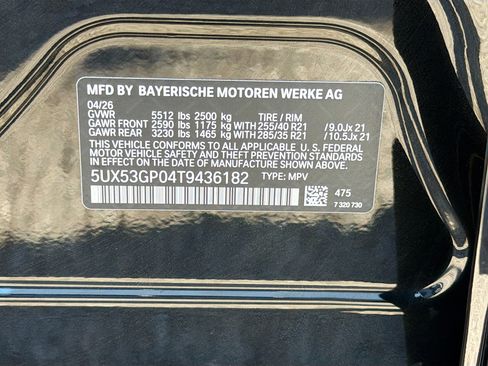 MFD BY BAYERISCHE MOTOREN WERKE AG
04/26
GVWR 5512 lbs 2500 kg TIRE / RIM
GAWR FRONT 2590 lbs 1175 kg WITH 255/40 R21 / 9.0Jx 21
GAWR REAR 3230 lbs 1465 kg WITH 285/35 R21 / 10.5Jx 21
THIS VEHICLE CONFORMS TO ALL APPLICABLE U. S. FEDERAL
MOTOR VEHICLE SAFETY, BUMPER, AND THEFT PREVENTION
STANDARDS IN EFFECT ON THE DATE OF MANUFACTURE
SHOWN ABOVE.
5UX53GP04T9436182 TYPE: MPV
475
7 320 730